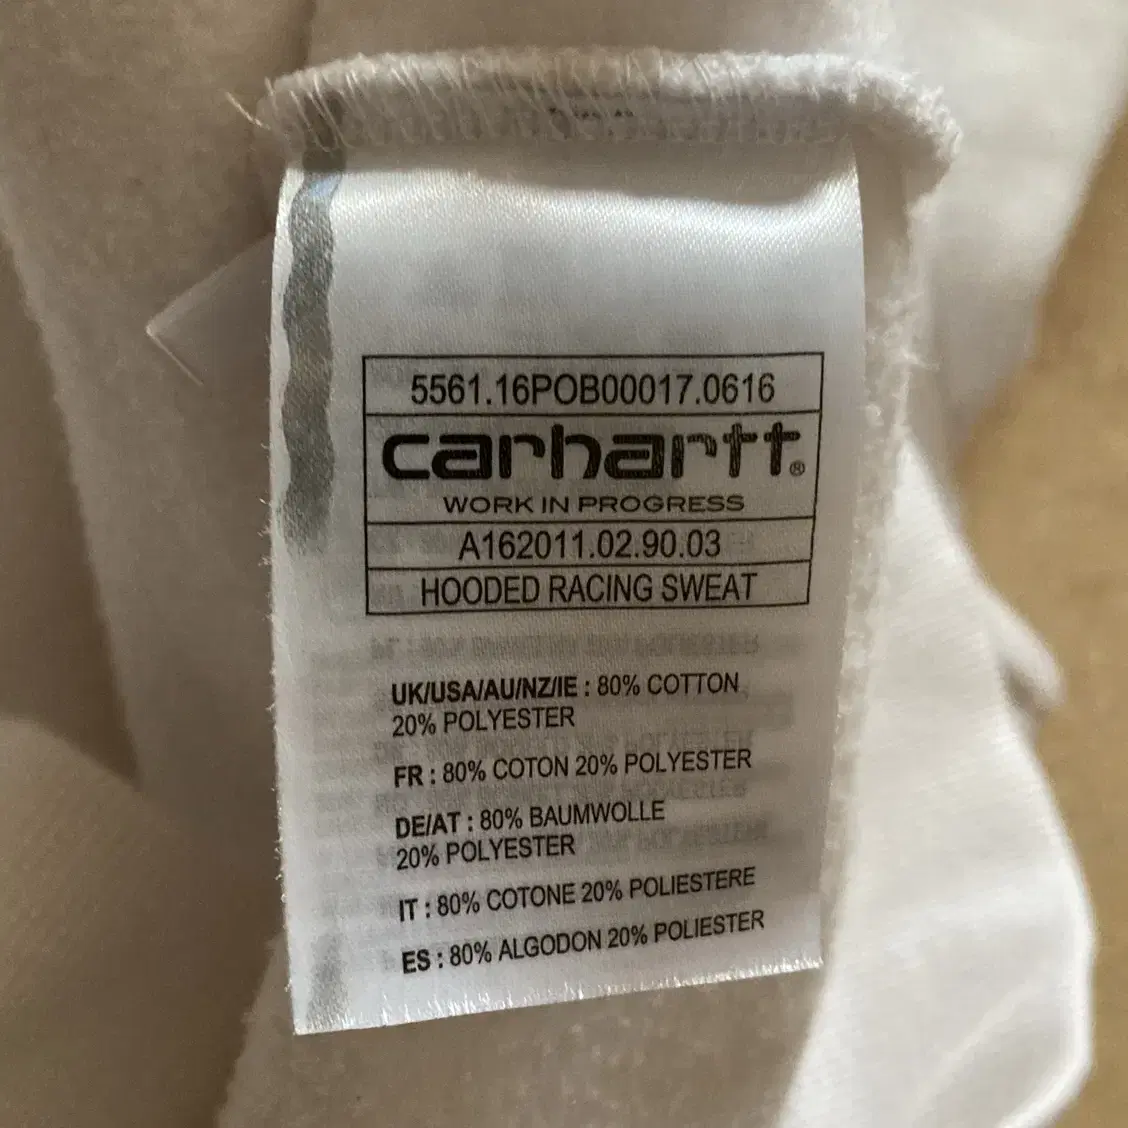 5561.16POB00017.0616
carhartt®
WORK IN PROGRESS
A162011.02.90.03
HOODED RACING SWEAT
UK/USA/AU/NZ/IE : 80% COTTON
20% POLYESTER
FR : 80% COTON 20% POLYESTER
DE/AT : 80% BAUMWOLLE
20% POLYESTER
IT : 80% COTONE 20% POLIESTERE
ES : 80% ALGODON 20% POLIESTER